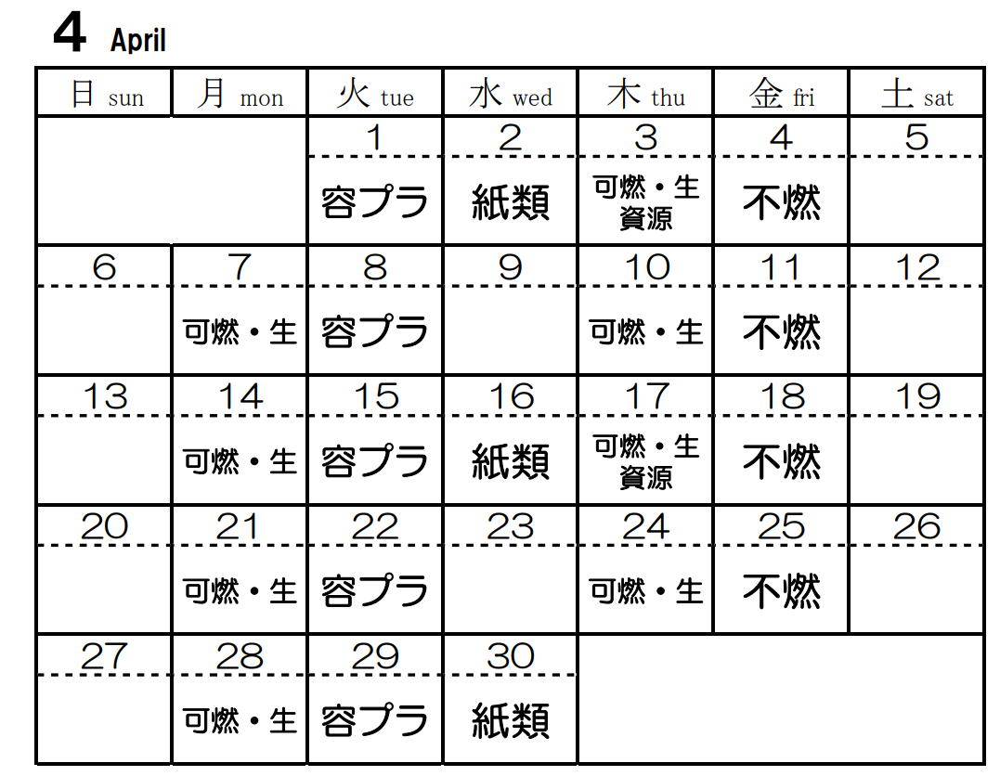 4 April
日 sun 月 mon 火 tue 水 wed 木 thu 金 fri 土 sat
1 2 3 4 5
容プラ 紙類 可燃・生 不燃
資源
6 7 8 9 10 11 12
可燃・生 容プラ 可燃・生 不燃
13 14 15 16 17 18 19
可燃・生 容プラ 紙類 可燃・生 不燃
資源
20 21 22 23 24 25 26
可燃・生 容プラ 可燃・生 不燃
27 28 29 30
可燃・生 容プラ 紙類